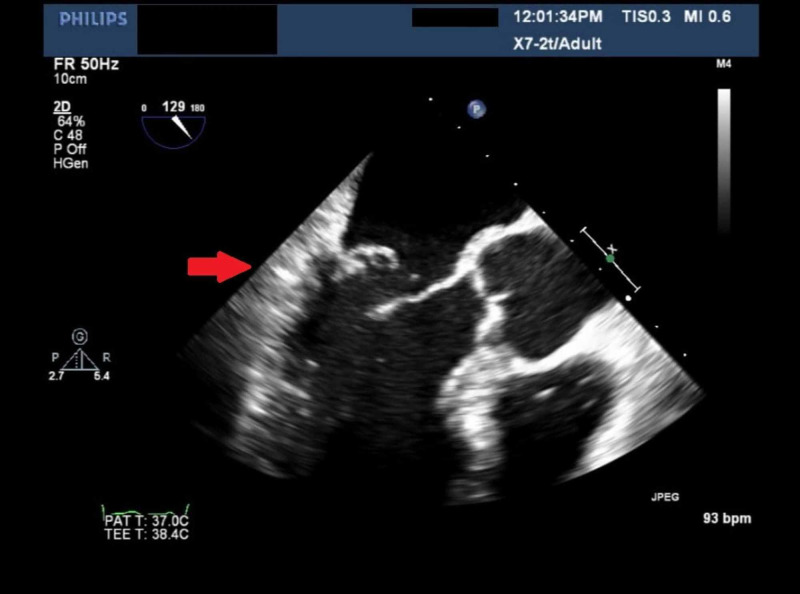 PHILIPS
12:01:34PM TIS0.3 MI 0.6
X7-2t/Adult
FR 50Hz
10cm
M4
2D
64%
C 48
P Off
HGen
0 129 180
P
X
G
P R
2.7 5.4
JPEG
PAT T: 37.0C
TEE T: 38.4C
93 bpm